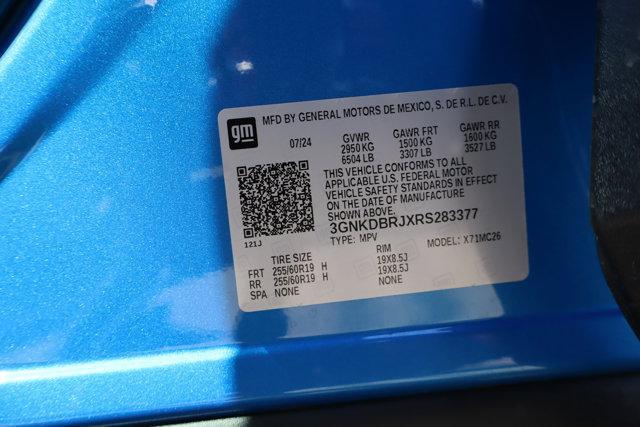 gm
MFD BY GENERAL MOTORS DE MEXICO, S. DE R.L. DE C.V.
07/24 GVWR GAWR FRT GAWR RR
2950 KG 1500 KG 1600 KG
6504 LB 3307 LB 3527 LB
THIS VEHICLE CONFORMS TO ALL
APPLICABLE U.S. FEDERAL MOTOR
VEHICLE SAFETY STANDARDS IN EFFECT
ON THE DATE OF MANUFACTURE
SHOWN ABOVE.
3GNKDBRJXRS283377
121J TYPE: MPV MODEL: X71MC26
TIRE SIZE RIM
FRT 255/60R19 H 19X8.5J
RR 255/60R19 H 19X8.5J
SPA NONE NONE